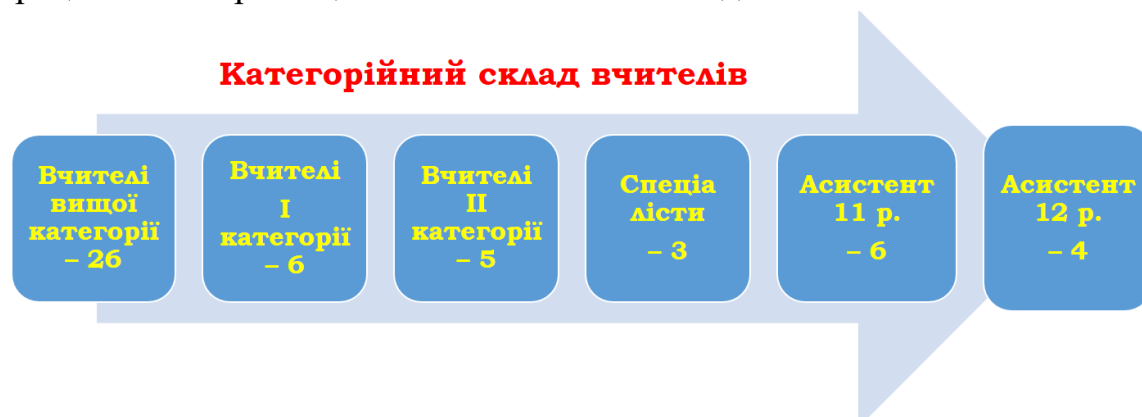 Категорійний склад вчителів
Вчителі
вищої
категорії
– 26
Вчителі
І
категорії
– 6
Вчителі
ІІ
категорії
– 5
Спеціа
лісти
– 3
Асистент
11 р.
– 6
Асистент
12 р.
– 4